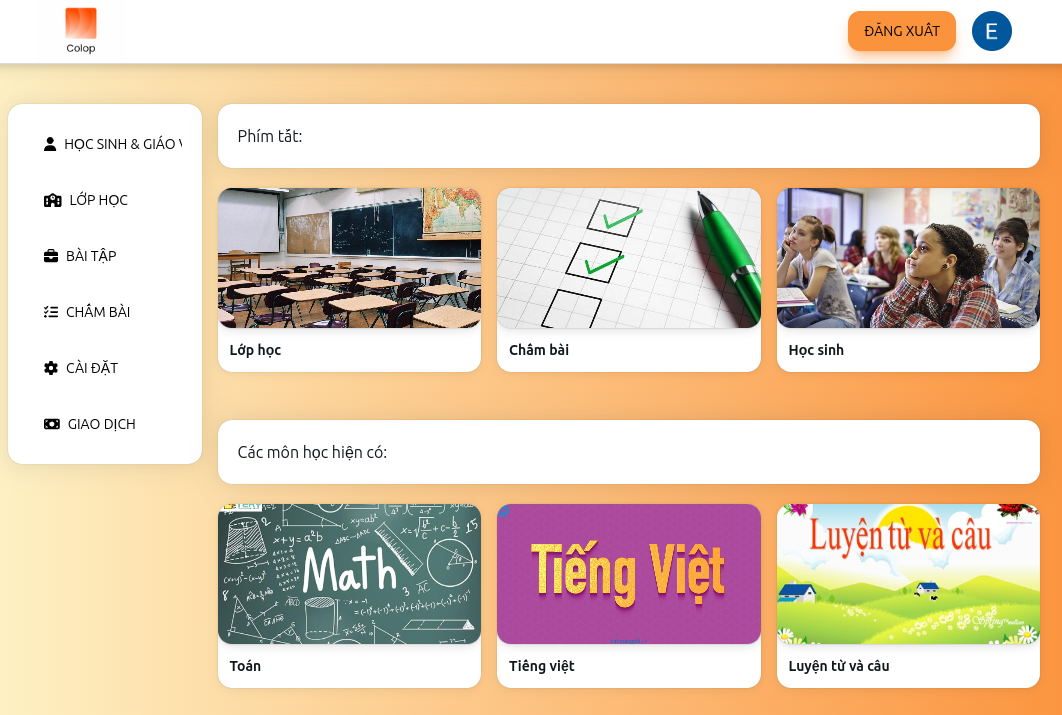 Colop
ĐĂNG XUẤT
E
HỌC SINH & GIÁO V
LỚP HỌC
BÀI TẬP
CHẤM BÀI
CÀI ĐẶT
GIAO DỊCH
Phím tắt:
Lớp học
Chấm bài
Học sinh
Các môn học hiện có:
Math
Toán
Tiếng Việt
Tiếng việt
Luyện từ và câu
Luyện từ và câu